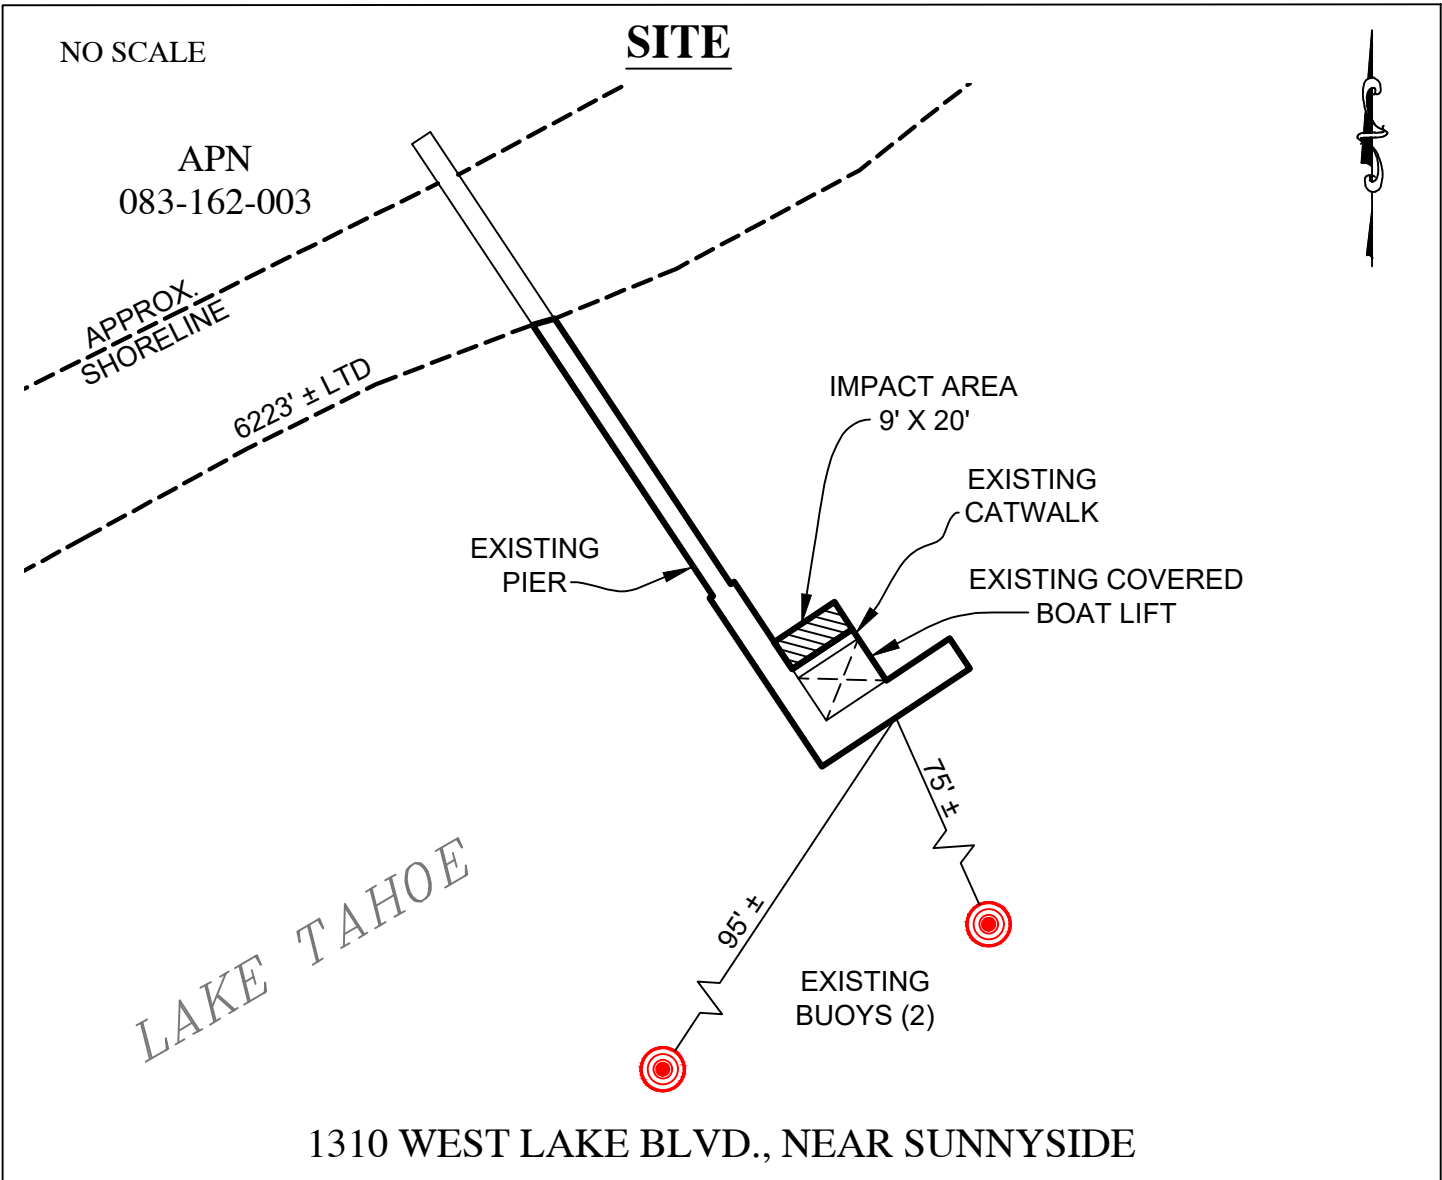 NO SCALE
SITE
APN
083-162-003
APPROX.
SHORELINE
6223' ± LTD
IMPACT AREA
9' X 20'
EXISTING
CATWALK
EXISTING
PIER
EXISTING COVERED
BOAT LIFT
75' ±
95' ±
LAKE TAHOE
EXISTING
BUOYS (2)
1310 WEST LAKE BLVD., NEAR SUNNYSIDE